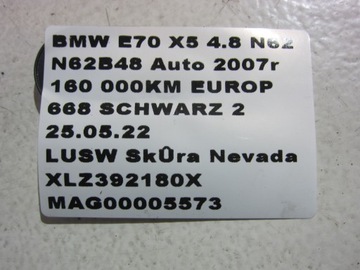 BMW E70 X5 4.8 N62
N62B48 Auto 2007r
160 000KM EUROP
668 SCHWARZ 2
25.05.22
LUSW SkÛra Nevada
XLZ392180X
MAG00005573